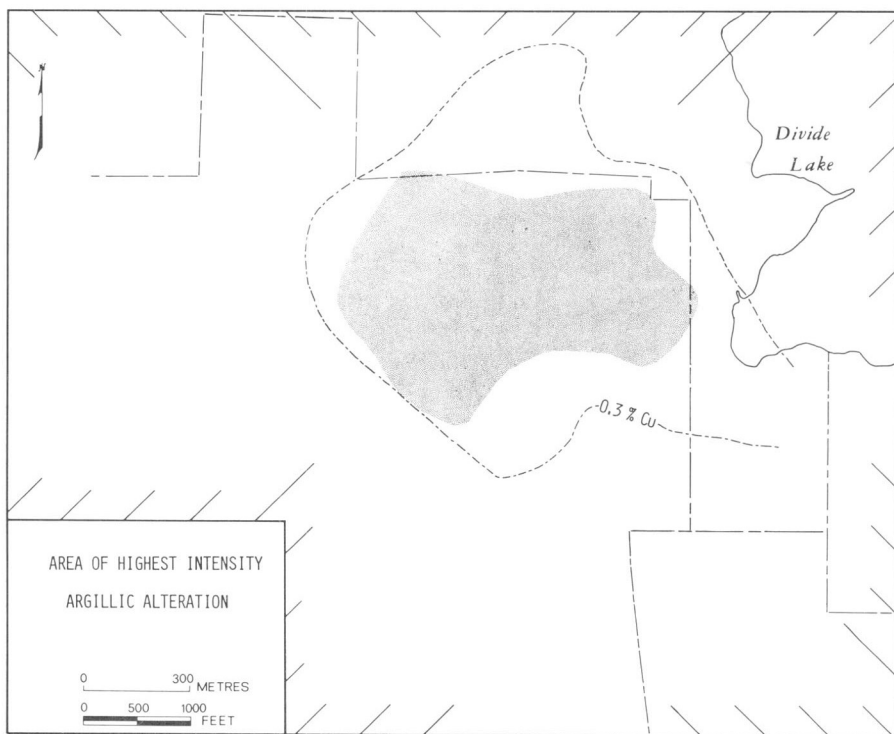 N
Divide
Lake
-0.3 % Cu
AREA OF HIGHEST INTENSITY
ARGILLIC ALTERATION
0 300
METRES
0 500 1000
FEET